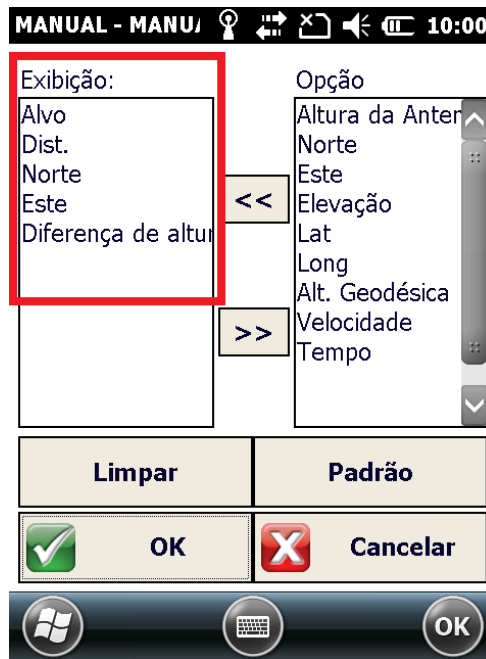 MANUAL - MANU 10:00
Exibição:
Alvo
Dist.
Norte
Este
Diferença de altur
<<
>>
Opção
Altura da Anter
Norte
Este
Elevação
Lat
Long
Alt. Geodésica
Velocidade
Tempo
Limpar
Padrão
OK
Cancelar
OK